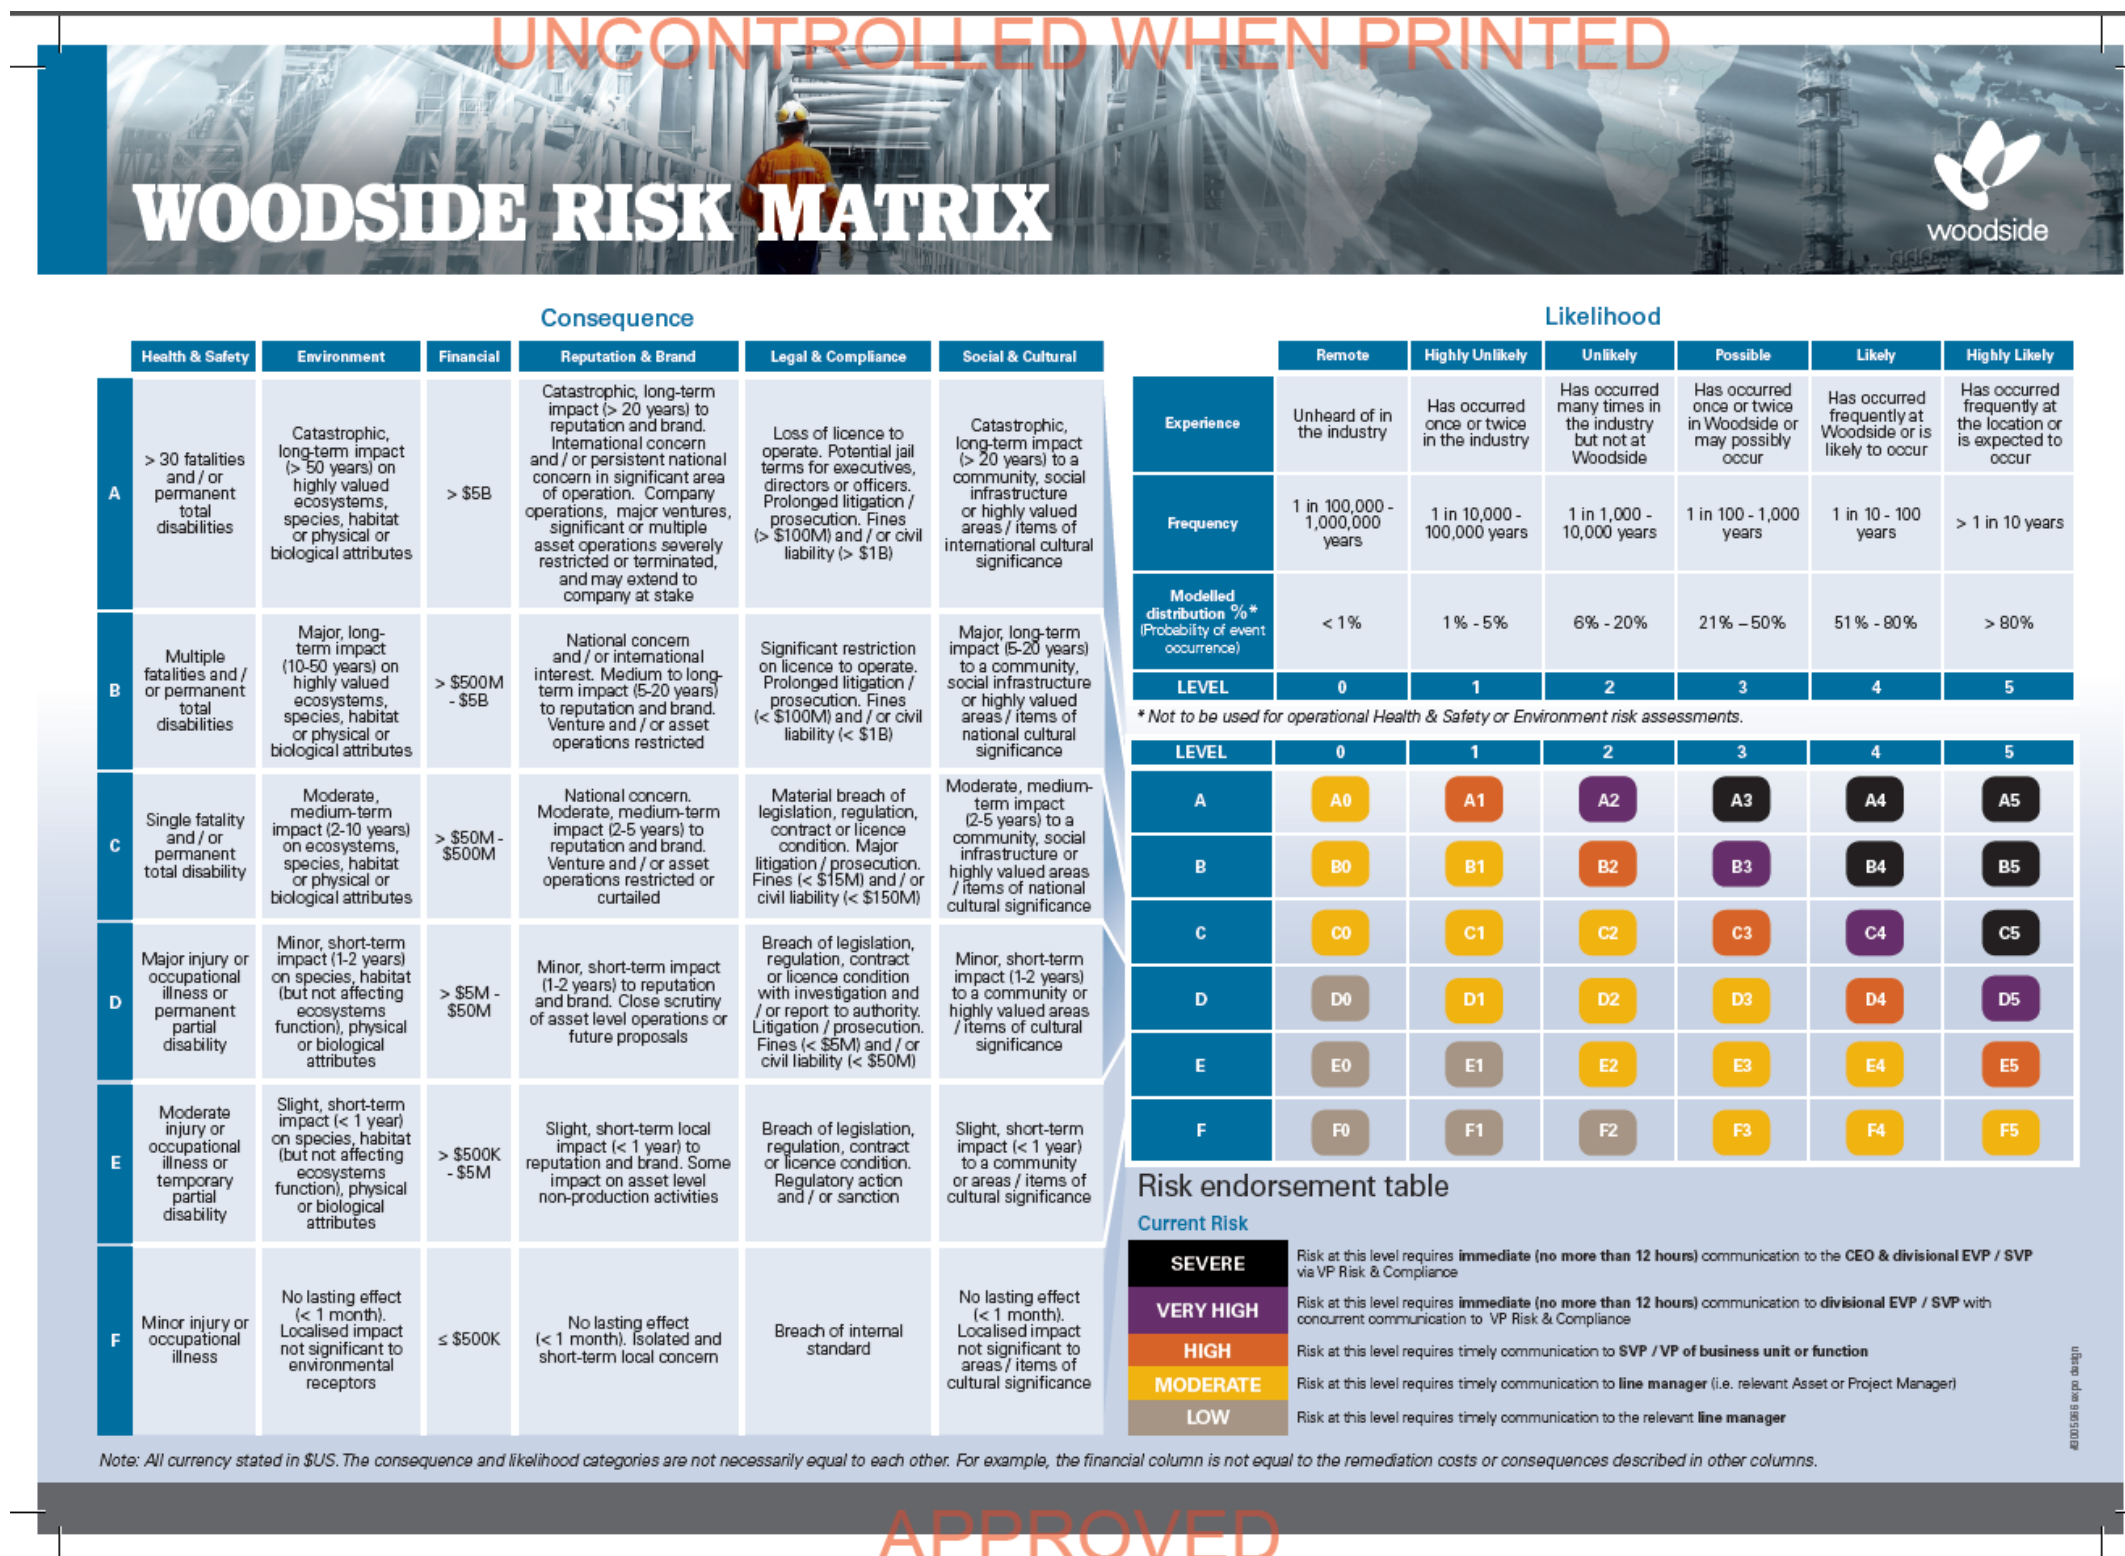 UNCONTROLLED WHEN PRINTED
WOODSIDE RISK MATRIX
woodside
Consequence
Health & Safety
Environment
Financial
Reputation & Brand
Legal & Compliance
Social & Cultural
A
> 30 fatalities
and / or
permanent
total
disabilities
Catastrophic,
long-term impact
(> 50 years) on
highly valued
ecosystems,
species, habitat
or physical or
biological attributes
> $5B
Catastrophic, long-term
impact (> 20 years) to
reputation and brand.
International concern
and / or persistent national
concern in significant area
of operation. Company
operations, major ventures,
significant or multiple
asset operations severely
restricted or terminated,
and may extend to
company at stake
Loss of licence to
operate. Potential jail
terms for executives,
directors or officers.
Prolonged litigation /
prosecution. Fines
(> $100M) and / or civil
liability (> $1B)
Catastrophic,
long-term impact
(> 20 years) to a
community, social
infrastructure
or highly valued
areas / items of
international cultural
significance
B
Multiple
fatalities and /
or permanent
total
disabilities
Major, long-
term impact
(10-50 years) on
highly valued
ecosystems,
species, habitat
or physical or
biological attributes
> $500M
- $5B
National concern
and / or international
interest. Medium to long-
term impact (5-20 years)
to reputation and brand.
Venture and / or asset
operations restricted
Significant restriction
on licence to operate.
Prolonged litigation /
prosecution. Fines
(< $100M) and / or civil
liability (< $1B)
Major, long-term
impact (5-20 years)
to a community,
social infrastructure
or highly valued
areas / items of
national cultural
significance
C
Single fatality
and / or
permanent
total disability
Moderate,
medium-term
impact (2-10 years)
on ecosystems,
species, habitat
or physical or
biological attributes
> $50M -
$500M
National concern.
Moderate, medium-term
impact (2-5 years) to
reputation and brand.
Venture and / or asset
operations restricted or
curtailed
Material breach of
legislation, regulation,
contract or licence
condition. Major
litigation / prosecution.
Fines (< $15M) and / or
civil liability (< $150M)
Moderate, medium-
term impact
(2-5 years) to a
community, social
infrastructure or
highly valued areas
/ items of national
cultural significance
D
Major injury or
occupational
illness or
permanent
partial
disability
Minor, short-term
impact (1-2 years)
on species, habitat
(but not affecting
ecosystems
function), physical
or biological
attributes
> $5M -
$50M
Minor, short-term impact
(1-2 years) to reputation
and brand. Close scrutiny
of asset level operations or
future proposals
Breach of legislation,
regulation, contract
or licence condition
with investigation and
/ or report to authority.
Litigation / prosecution.
Fines (< $5M) and / or
civil liability (< $50M)
Minor, short-term
impact (1-2 years)
to a community or
highly valued areas
/ items of cultural
significance
E
Moderate
injury or
occupational
illness or
temporary
partial
disability
Slight, short-term
impact (< 1 year)
on species, habitat
(but not affecting
ecosystems
function), physical
or biological
attributes
> $500K
- $5M
Slight, short-term local
impact (< 1 year) to
reputation and brand. Some
impact on asset level
non-production activities
Breach of legislation,
regulation, contract
or licence condition.
Regulatory action
and / or sanction
Slight, short-term
impact (< 1 year)
to a community
or areas / items of
cultural significance
F
Minor injury or
occupational
illness
No lasting effect
(< 1 month).
Localised impact
not significant to
environmental
receptors
≤ $500K
No lasting effect
(< 1 month). Isolated and
short-term local concern
Breach of internal
standard
No lasting effect
(< 1 month).
Localised impact
not significant to
areas / items of
cultural significance
Likelihood
Remote
Highly Unlikely
Unlikely
Possible
Likely
Highly Likely
Experience
Unheard of in
the industry
Has occurred
once or twice
in the industry
Has occurred
many times in
the industry
but not at
Woodside
Has occurred
once or twice
in Woodside or
may possibly
occur
Has occurred
frequently at
Woodside or is
likely to occur
Has occurred
frequently at
the location or
is expected to
occur
Frequency
1 in 100,000 -
1,000,000
years
1 in 10,000 -
100,000 years
1 in 1,000 -
10,000 years
1 in 100 - 1,000
years
1 in 10 - 100
years
> 1 in 10 years
Modelled
distribution %*
(Probability of event
occurrence)
< 1%
1% - 5%
6% - 20%
21% – 50%
51% - 80%
> 80%
LEVEL 0 1 2 3 4 5
* Not to be used for operational Health & Safety or Environment risk assessments.
LEVEL 0 1 2 3 4 5
A A0 A1 A2 A3 A4 A5
B B0 B1 B2 B3 B4 B5
C C0 C1 C2 C3 C4 C5
D D0 D1 D2 D3 D4 D5
E E0 E1 E2 E3 E4 E5
F F0 F1 F2 F3 F4 F5
Risk endorsement table
Current Risk
SEVERE
Risk at this level requires immediate (no more than 12 hours) communication to the CEO & divisional EVP / SVP
via VP Risk & Compliance
VERY HIGH
Risk at this level requires immediate (no more than 12 hours) communication to divisional EVP / SVP with
concurrent communication to VP Risk & Compliance
HIGH
Risk at this level requires timely communication to SVP / VP of business unit or function
MODERATE
Risk at this level requires timely communication to line manager (i.e. relevant Asset or Project Manager)
LOW
Risk at this level requires timely communication to the relevant line manager
expo design
Note: All currency stated in $US. The consequence and likelihood categories are not necessarily equal to each other. For example, the financial column is not equal to the remediation costs or consequences described in other columns.
APPROVED